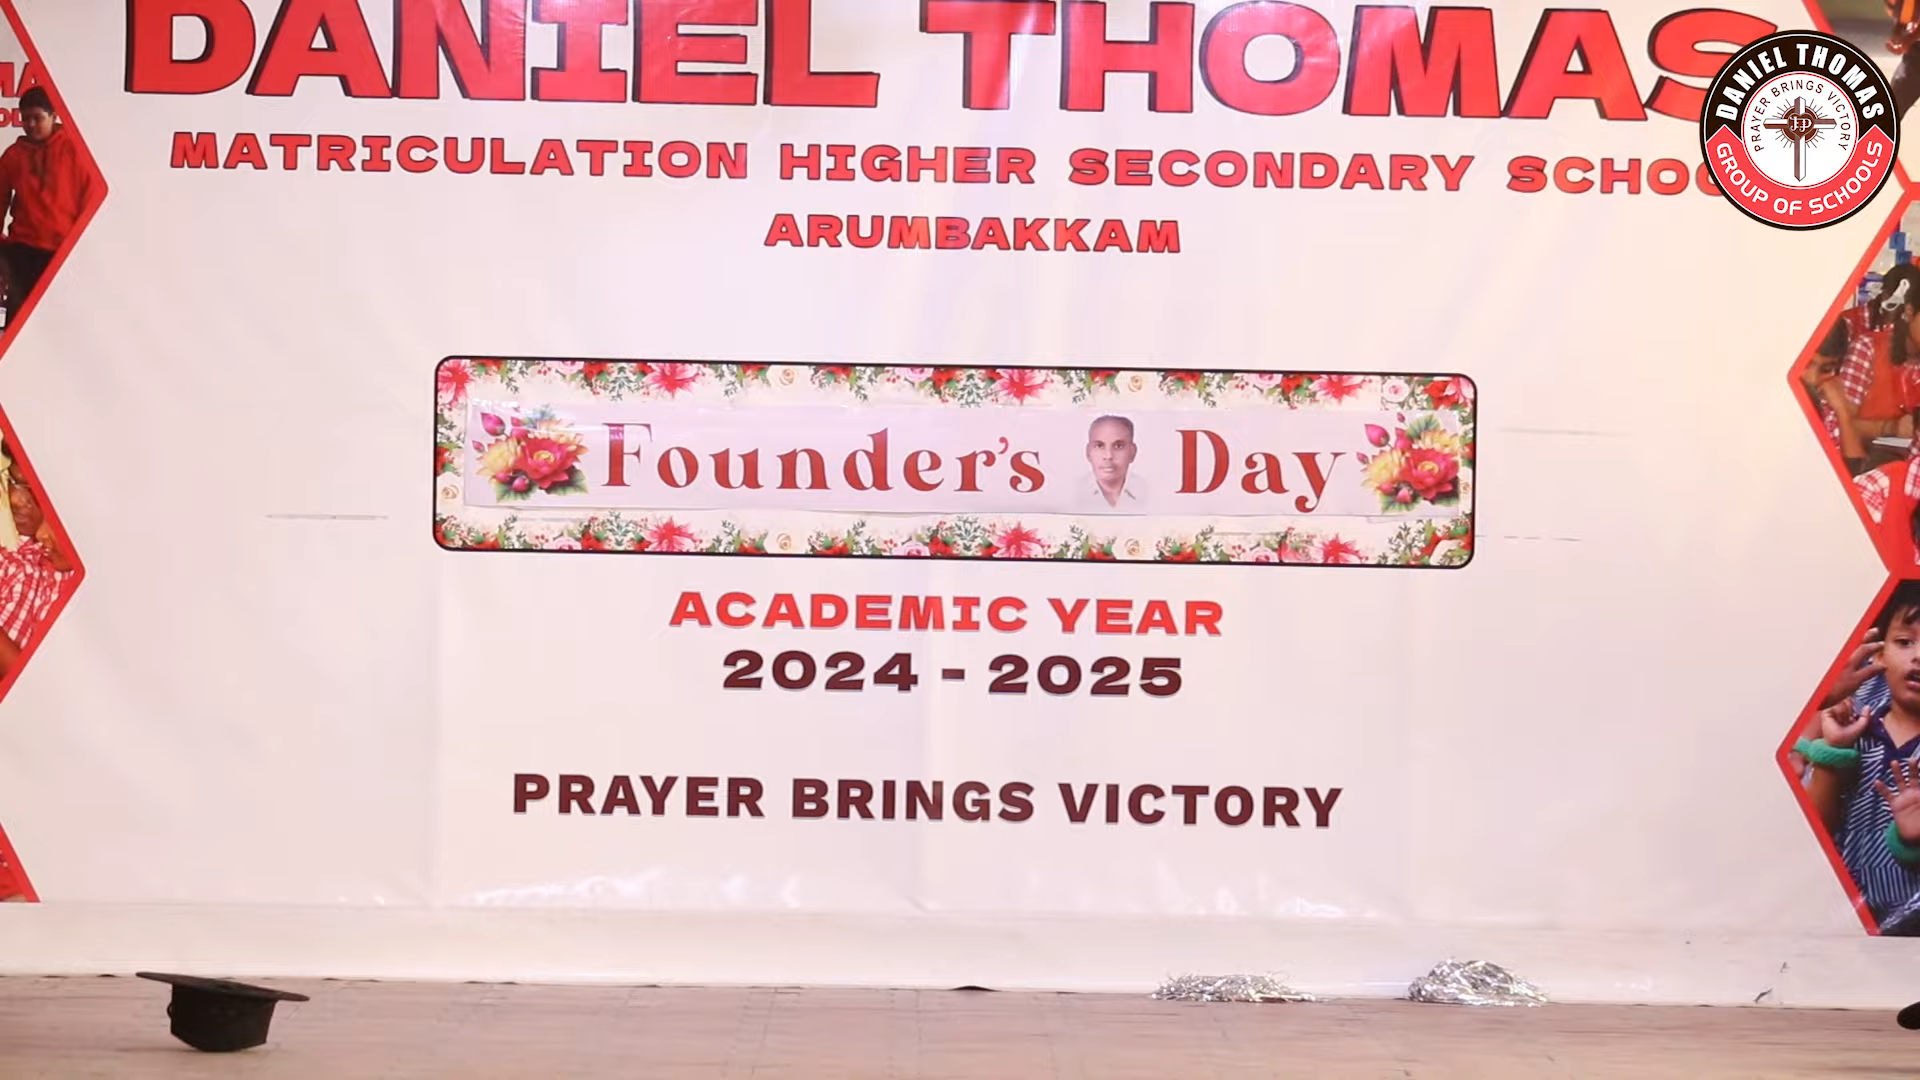 DANIEL THOMAS
MATRICULATION HIGHER SECONDARY SCHOO
ARUMBAKKAM
Founder's Day
ACADEMIC YEAR
2024 - 2025
PRAYER BRINGS VICTORY
DANIEL THOMAS
PRAYER BRINGS VICTORY
GROUP OF SCHOOLS